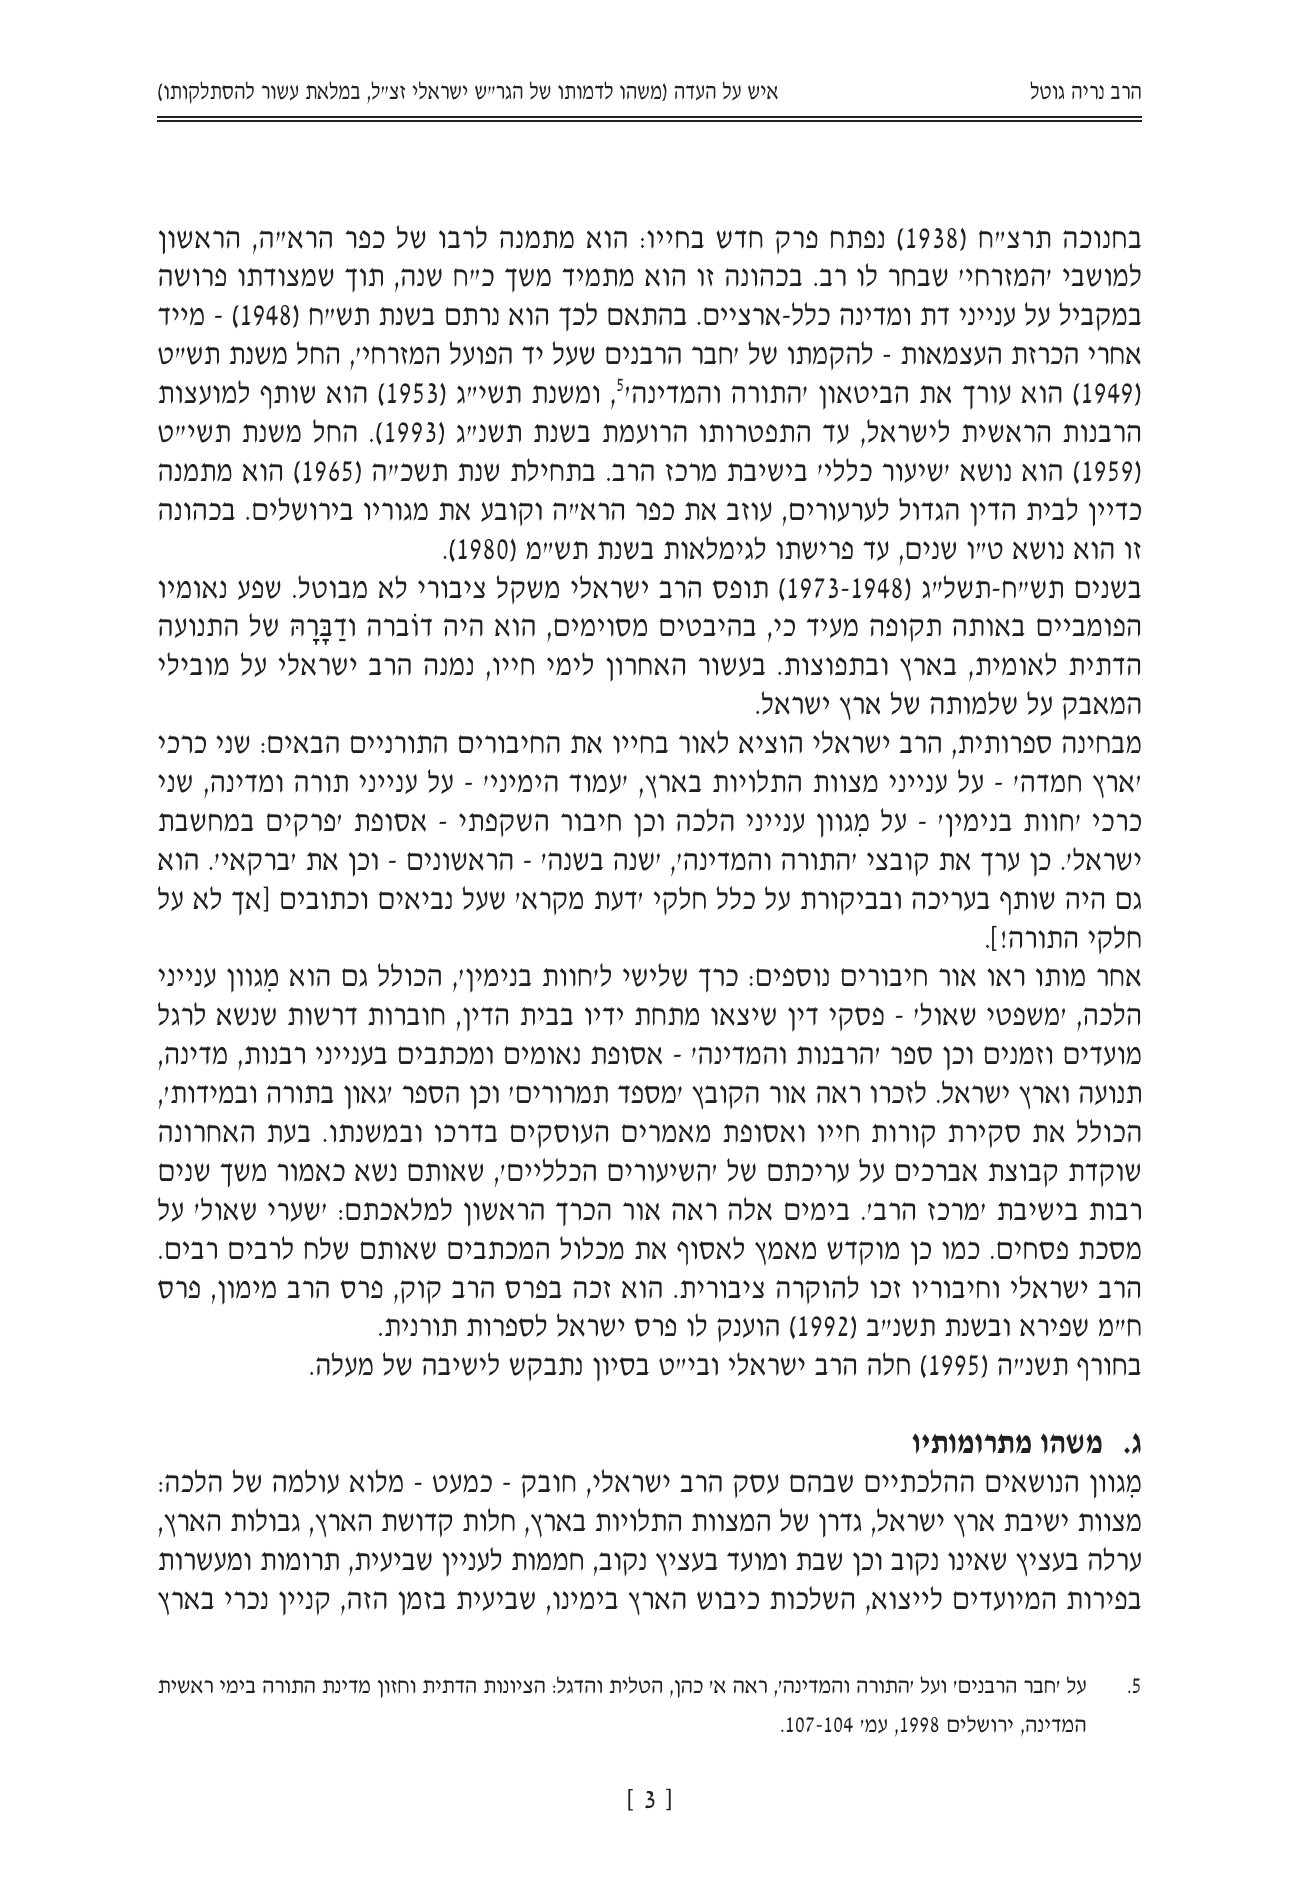 הרב נריה גוטל
איש על העדה (משהו לדמותו של הגר״ש ישראלי זצ״ל, במלאת עשור להסתלקותו)
בחנוכה תרצ״ח (1938) נפתח פרק חדש בחייו: הוא מתמנה לרבו של כפר הרא״ה, הראשון
למושבי ׳המזרחי׳ שבחר לו רב. בכהונה זו הוא מתמיד משך כ״ח שנה, תוך שמצודתו פרושה
במקביל על ענייני דת ומדינה כלל-ארציים. בהתאם לכך הוא נרתם בשנת תש״ח (1948) - מייד
אחרי הכרזת העצמאות - להקמתו של ׳חבר הרבנים שעל יד הפועל המזרחי׳, החל משנת תש״ט
(1949) הוא עורך את הביטאון ׳התורה והמדינה׳5, ומשנת תשי״ג (1953) הוא שותף למועצות
הרבנות הראשית לישראל, עד התפטרותו הרועמת בשנת תשנ״ג (1993). החל משנת תשי״ט
(1959) הוא נושא ׳שיעור כללי׳ בישיבת מרכז הרב. בתחילת שנת תשכ״ה (1965) הוא מתמנה
כדיין לבית הדין הגדול לערעורים, עוזב את כפר הרא״ה וקובע את מגוריו בירושלים. בכהונה
זו הוא נושא ט״ו שנים, עד פרישתו לגימלאות בשנת תש״מ (1980).
בשנים תש״ח-תשל״ג (1973-1948) תופס הרב ישראלי משקל ציבורי לא מבוטל. שפע נאומיו
הפומביים באותה תקופה מעיד כי, בהיבטים מסוימים, הוא היה דוֹברה ודַבָּרָהּ של התנועה
הדתית לאומית, בארץ ובתפוצות. בעשור האחרון לימי חייו, נמנה הרב ישראלי על מובילי
המאבק על שלמותה של ארץ ישראל.
מבחינה ספרותית, הרב ישראלי הוציא לאור בחייו את החיבורים התורניים הבאים: שני כרכי
׳ארץ חמדה׳ - על ענייני מצוות התלויות בארץ, ׳עמוד הימיני׳ - על ענייני תורה ומדינה, שני
כרכי ׳חוות בנימין׳ - על מִגוון ענייני הלכה וכן חיבור השקפתי - אסופת ׳פרקים במחשבת
ישראל׳. כן ערך את קובצי ׳התורה והמדינה׳, ׳שנה בשנה׳ - הראשונים - וכן את ׳ברקאי׳. הוא
גם היה שותף בעריכה ובביקורת על כלל חלקי ׳דעת מקרא׳ שעל נביאים וכתובים [אך לא על
חלקי התורה!].
אחר מותו ראו אור חיבורים נוספים: כרך שלישי ל׳חוות בנימין׳, הכולל גם הוא מִגוון ענייני
הלכה, ׳משפטי שאול׳ - פסקי דין שיצאו מתחת ידיו בבית הדין, חוברות דרשות שנשא לרגל
מועדים וזמנים וכן ספר ׳הרבנות והמדינה׳ - אסופת נאומים ומכתבים בענייני רבנות, מדינה,
תנועה וארץ ישראל. לזכרו ראה אור הקובץ ׳מספד תמרורים׳ וכן הספר ׳גאון בתורה ובמידות׳,
הכולל את סקירת קורות חייו ואסופת מאמרים העוסקים בדרכו ובמשנתו. בעת האחרונה
שוקדת קבוצת אברכים על עריכתם של ׳השיעורים הכלליים׳, שאותם נשא כאמור משך שנים
רבות בישיבת ׳מרכז הרב׳. בימים אלה ראה אור הכרך הראשון למלאכתם: ׳שערי שאול׳ על
מסכת פסחים. כמו כן מוקדש מאמץ לאסוף את מכלול המכתבים שאותם שלח לרבים רבים.
הרב ישראלי וחיבוריו זכו להוקרה ציבורית. הוא זכה בפרס הרב קוק, פרס הרב מימון, פרס
ח״מ שפירא ובשנת תשנ״ב (1992) הוענק לו פרס ישראל לספרות תורנית.
בחורף תשנ״ה (1995) חלה הרב ישראלי ובי״ט בסיון נתבקש לישיבה של מעלה.
ג. משהו מתרומותיו
מִגוון הנושאים ההלכתיים שבהם עסק הרב ישראלי, חובק - כמעט - מלוא עולמה של הלכה:
מצוות ישיבת ארץ ישראל, גדרן של המצוות התלויות בארץ, חלות קדושת הארץ, גבולות הארץ,
ערלה בעציץ שאינו נקוב וכן שבת ומועד בעציץ נקוב, חממות לעניין שביעית, תרומות ומעשרות
בפירות המיועדים לייצוא, השלכות כיבוש הארץ בימינו, שביעית בזמן הזה, קניין נכרי בארץ
5. על ׳חבר הרבנים׳ ועל ׳התורה והמדינה׳, ראה א׳ כהן, הטלית והדגל: הציונות הדתית וחזון מדינת התורה בימי ראשית
המדינה, ירושלים 1998, עמ׳ 107-104.
[ 3 ]